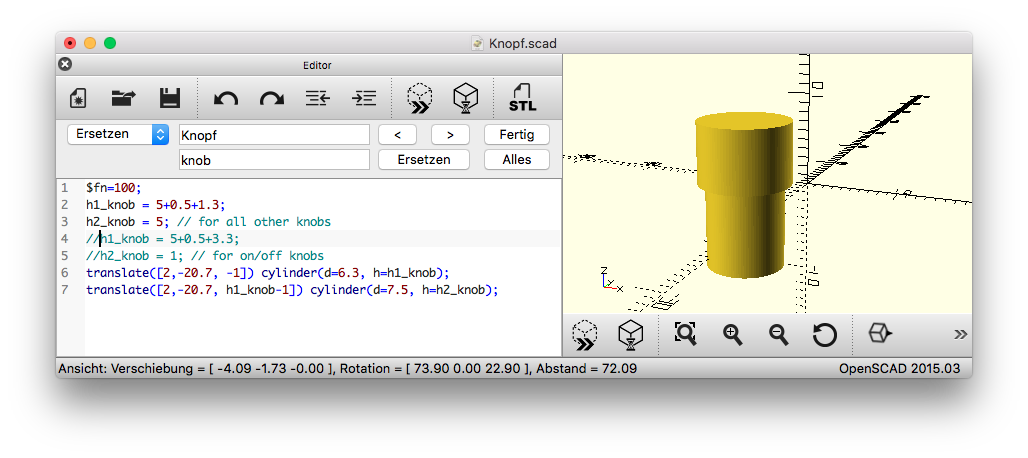 Knopf.scad
Editor
STL
Ersetzen Knopf < > Fertig
knob Ersetzen Alles
1 $fn=100;
2 h1_knob = 5+0.5+1.3;
3 h2_knob = 5; // for all other knobs
4 //h1_knob = 5+0.5+3.3;
5 //h2_knob = 1; // for on/off knobs
6 translate([2,-20.7, -1]) cylinder(d=6.3, h=h1_knob);
7 translate([2,-20.7, h1_knob-1]) cylinder(d=7.5, h=h2_knob);
z
x
»
Ansicht: Verschiebung = [ -4.09 -1.73 -0.00 ], Rotation = [ 73.90 0.00 22.90 ], Abstand = 72.09 OpenSCAD 2015.03